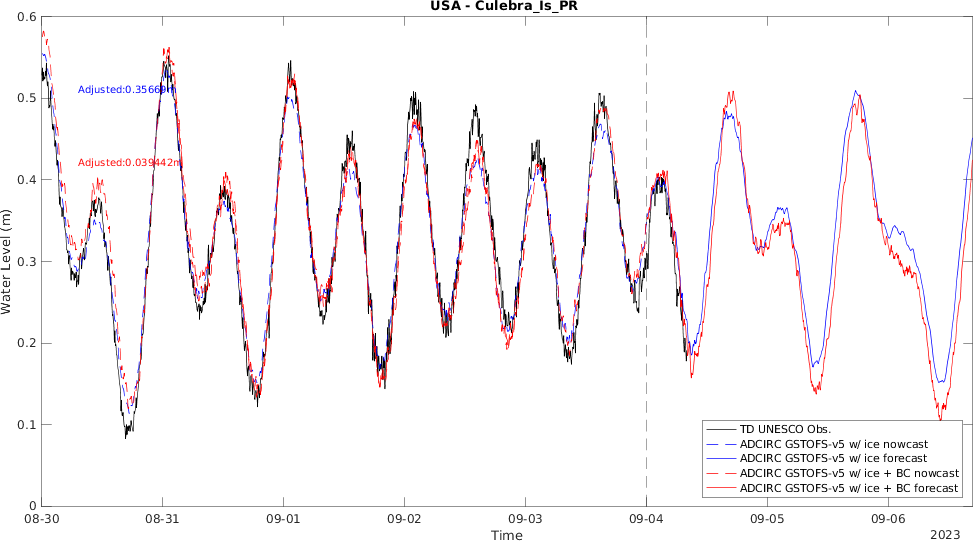 USA - Culebra_Is_PR
0.6
0.5
0.4
0.3
0.2
0.1
0
Water Level (m)
Adjusted:0.35669m
Adjusted:0.039442m
TD UNESCO Obs.
ADCIRC GSTOFS-v5 w/ ice nowcast
ADCIRC GSTOFS-v5 w/ ice forecast
ADCIRC GSTOFS-v5 w/ ice + BC nowcast
ADCIRC GSTOFS-v5 w/ ice + BC forecast
08-30 08-31 09-01 09-02 09-03 09-04 09-05 09-06
Time
2023